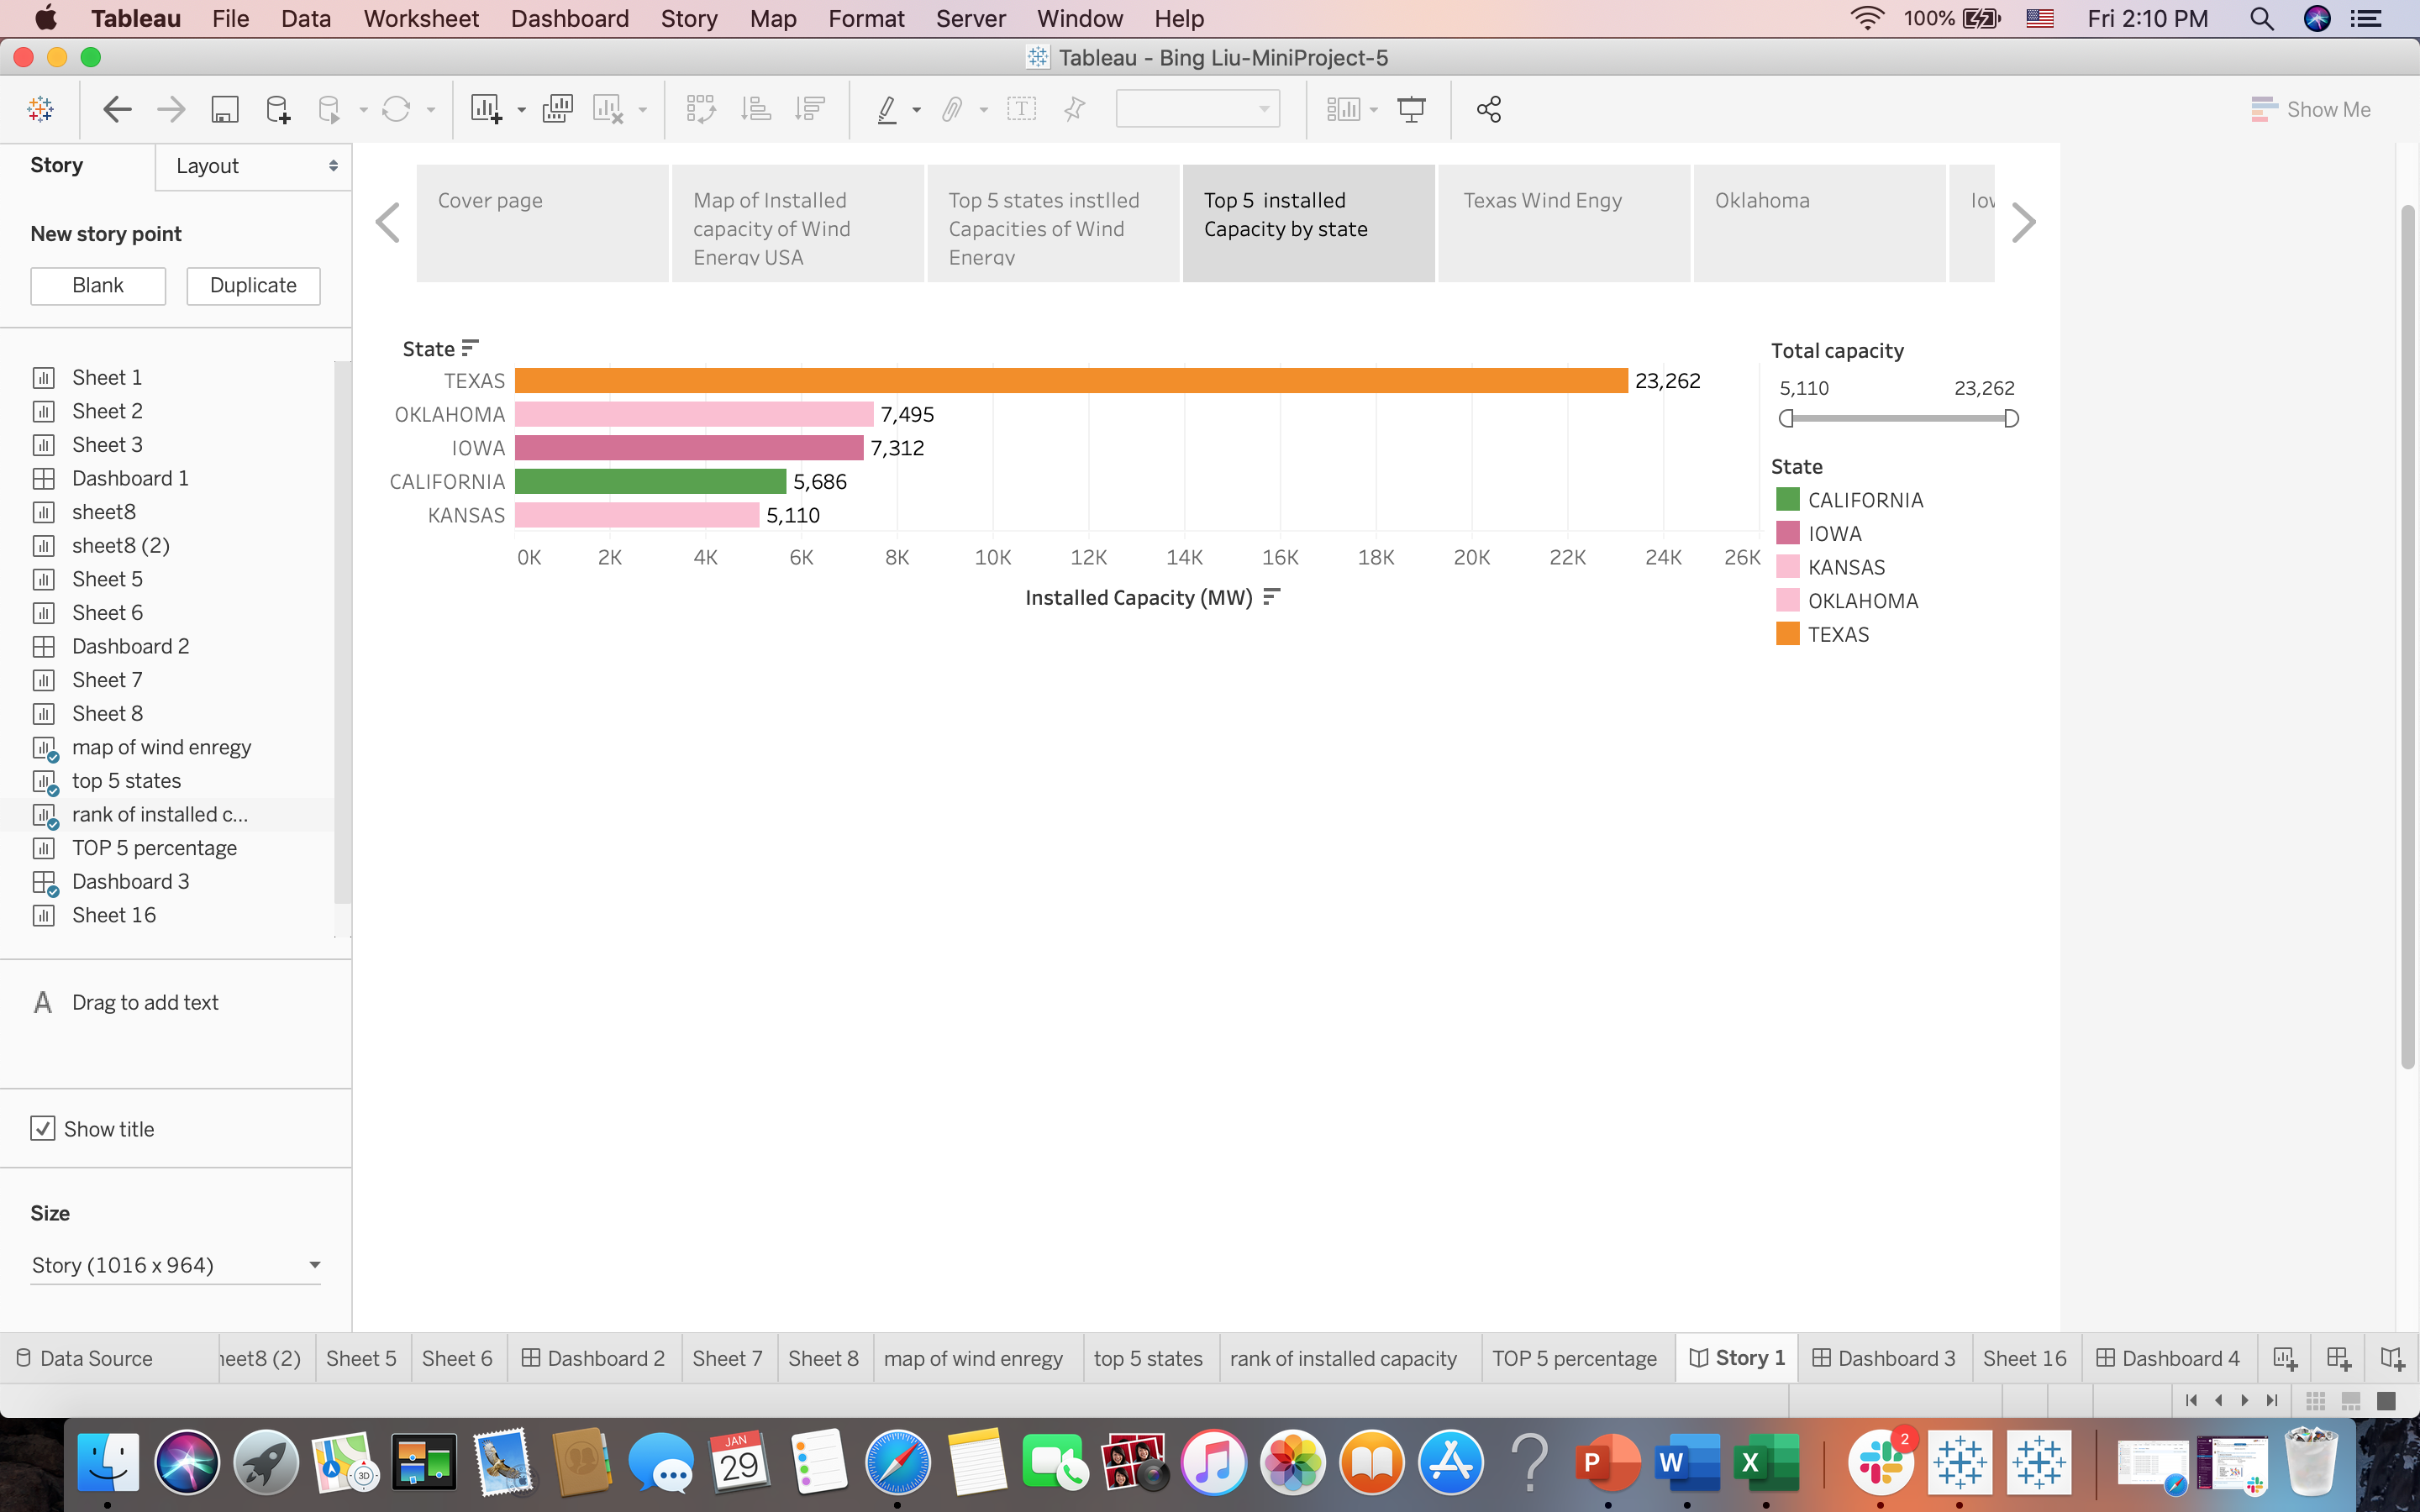 Tableau File Data Worksheet Dashboard Story Map Format Server Window Help 100% Fri 2:10 PM
Tableau - Bing Liu-MiniProject-5
Show Me
Story Layout
New story point
Blank Duplicate
Sheet 1
Sheet 2
Sheet 3
Dashboard 1
sheet8
sheet8 (2)
Sheet 5
Sheet 6
Dashboard 2
Sheet 7
Sheet 8
map of wind enregy
top 5 states
rank of installed c...
TOP 5 percentage
Dashboard 3
Sheet 16
A Drag to add text
Show title
Size
Story (1016 x 964)
Cover page
Map of Installed
capacity of Wind
Energy USA
Top 5 states instlled
Capacities of Wind
Energy
Top 5 installed
Capacity by state
Texas Wind Engy
Oklahoma
Iow
State
TEXAS 23,262
OKLAHOMA 7,495
IOWA 7,312
CALIFORNIA 5,686
KANSAS 5,110
0K 2K 4K 6K 8K 10K 12K 14K 16K 18K 20K 22K 24K 26K
Installed Capacity (MW)
Total capacity
5,110 23,262
State
CALIFORNIA
IOWA
KANSAS
OKLAHOMA
TEXAS
Data Source heet8 (2) Sheet 5 Sheet 6 Dashboard 2 Sheet 7 Sheet 8 map of wind enregy top 5 states rank of installed capacity TOP 5 percentage Story 1 Dashboard 3 Sheet 16 Dashboard 4
3D
JAN
29
P
W
X
2